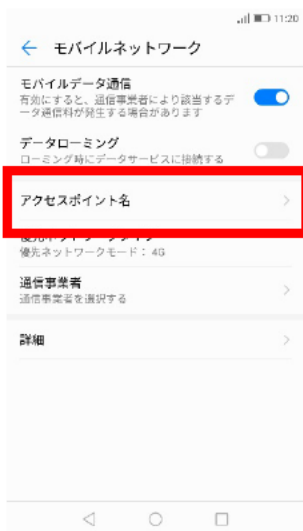 11:20
モバイルネットワーク
モバイルデータ通信
有効にすると、通信事業者により該当するデ
ータ通信料が発生する場合があります
データローミング
ローミング時にデータサービスに接続する
アクセスポイント名
優先ネットワークモード： 4G
通信事業者
通信事業者を選択する
詳細